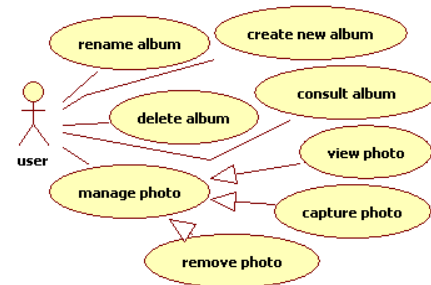 rename album
create new album
consult album
delete album
user
view photo
manage photo
capture photo
remove photo